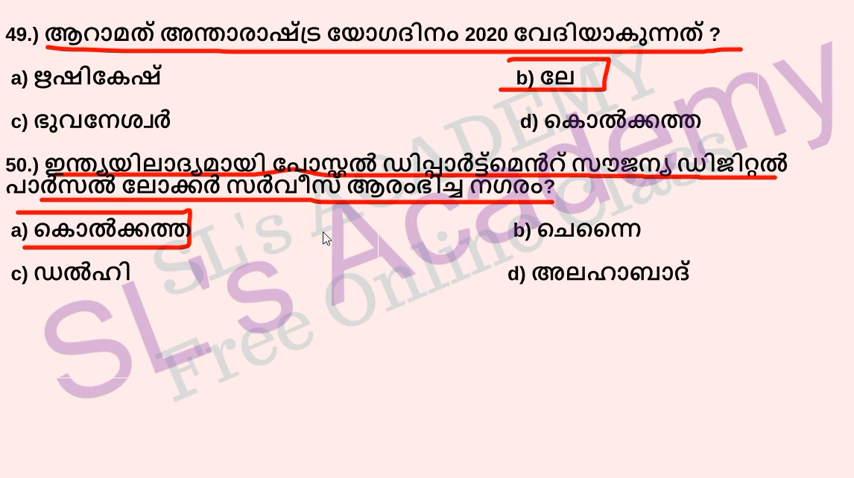 49.) ആറാമത് അന്താരാഷ്ട്ര യോഗദിനം 2020 വേദിയാകുന്നത് ?
a) ഋഷികേഷ്
b) ലേ
c) ഭുവനേശ്വർ
d) കൊൽക്കത്ത
50.) ഇന്ത്യയിലാദ്യമായി പോസ്റ്റൽ ഡിപ്പാർട്ട്മെൻറ് സൗജന്യ ഡിജിറ്റൽ
പാർസൽ ലോക്കർ സർവീസ് ആരംഭിച്ച നഗരം?
a) കൊൽക്കത്ത
b) ചെന്നൈ
c) ഡൽഹി
d) അലഹാബാദ്
SL's ACADEMY
Free Online Class
SL's Academy